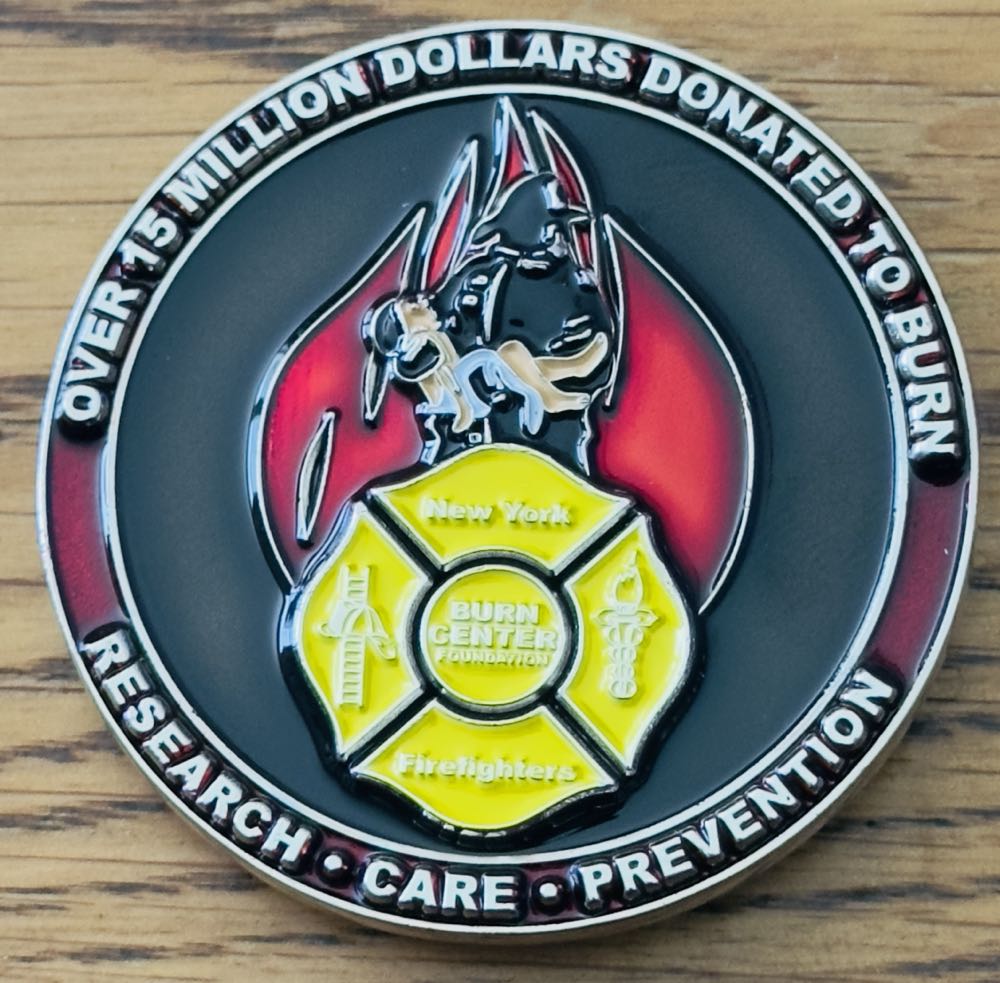 OVER 15 MILLION DOLLARS DONATED TO BURN
New York
BURN
CENTER
FOUNDATION
Firefighters
RESEARCH • CARE • PREVENTION